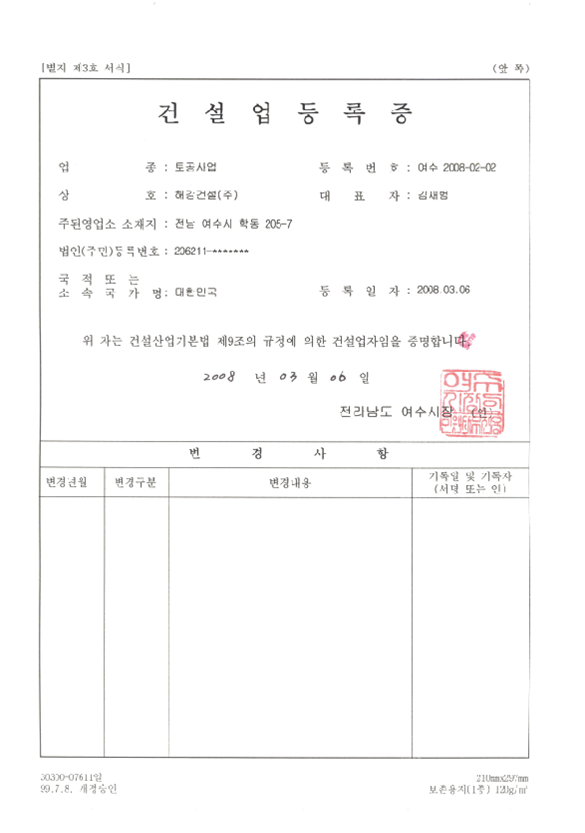 [별지 제3호 서식] (앞 쪽)
건 설 업 등 록 증
업 종 : 토공사업 등 록 번 호 : 여수 2008-02-02
상 호 : 해강건설(주) 대 표 자 : 김새명
주된영업소 소재지 : 전남 여수시 학동 205-7
법인(주민)등록번호 : 206211-*******
국 적 또 는
소 속 국 가 명 : 대한민국 등 록 일 자 : 2008.03.06
위 자는 건설산업기본법 제9조의 규정에 의한 건설업자임을 증명합니다.
2008 년 03 월 06 일
전라남도 여수시장 (인)
변 경 사 항
변경년월 변경구분 변경내용 기록일 및 기록자
(서명 또는 인)
30300-07611일 210mm×297mm
99.7.8. 개정승인 보존용지(1종) 120g/㎡